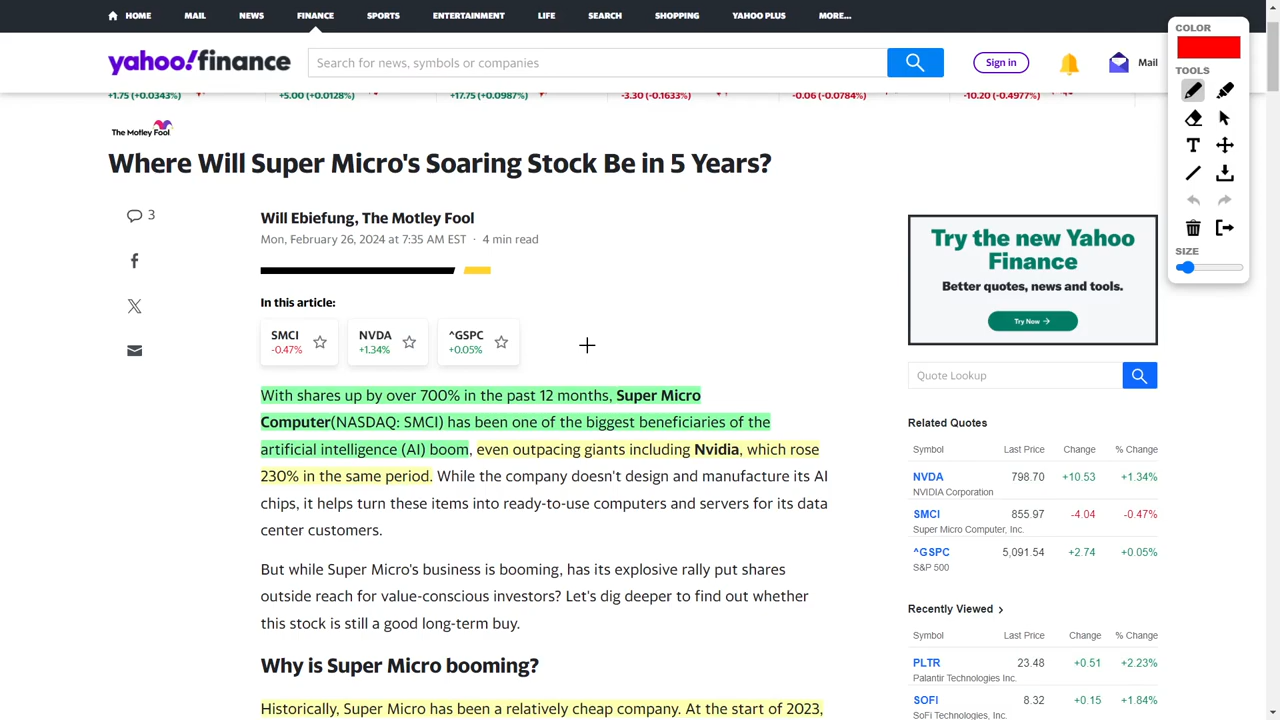 HOME MAIL NEWS FINANCE SPORTS ENTERTAINMENT LIFE SEARCH SHOPPING YAHOO PLUS MORE...
yahoo!finance
Search for news, symbols or companies
Sign in
Mail
COLOR
TOOLS
T
SIZE
+1.75 (+0.0343%) +5.00 (+0.0128%) +17.75 (+0.0987%) -3.30 (-0.1633%) -0.06 (-0.0784%) -10.20 (-0.4977%)
The Motley Fool
Where Will Super Micro's Soaring Stock Be in 5 Years?
3
Will Ebiefung, The Motley Fool
Mon, February 26, 2024 at 7:35 AM EST · 4 min read
In this article:
SMCI
-0.47%
NVDA
+1.34%
^GSPC
+0.05%
With shares up by over 700% in the past 12 months, Super Micro
Computer(NASDAQ: SMCI) has been one of the biggest beneficiaries of the
artificial intelligence (AI) boom, even outpacing giants including Nvidia, which rose
230% in the same period. While the company doesn't design and manufacture its AI
chips, it helps turn these items into ready-to-use computers and servers for its data
center customers.
But while Super Micro's business is booming, has its explosive rally put shares
outside reach for value-conscious investors? Let's dig deeper to find out whether
this stock is still a good long-term buy.
Why is Super Micro booming?
Historically, Super Micro has been a relatively cheap company. At the start of 2023,
Try the new Yahoo
Finance
Better quotes, news and tools.
Try Now →
Quote Lookup
Related Quotes
Symbol Last Price Change % Change
NVDA 798.70 +10.53 +1.34%
NVIDIA Corporation
SMCI 855.97 -4.04 -0.47%
Super Micro Computer, Inc.
^GSPC 5,091.54 +2.74 +0.05%
S&P 500
Recently Viewed
Symbol Last Price Change % Change
PLTR 23.48 +0.51 +2.23%
Palantir Technologies Inc.
SOFI 8.32 +0.15 +1.84%
SoFi Technologies, Inc.